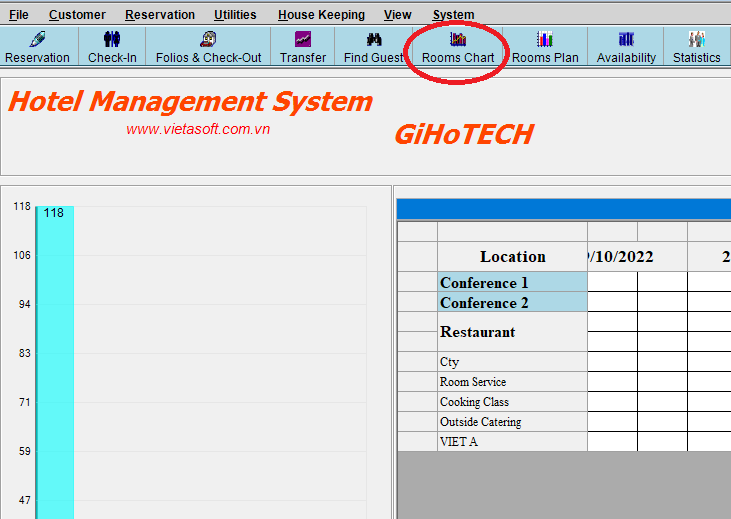 File Customer Reservation Utilities House Keeping View System
Reservation Check-In Folios & Check-Out Transfer Find Guest Rooms Chart Rooms Plan Availability Statistics
Hotel Management System
www.vietasoft.com.vn
GiHoTECH
118
118
106
94
83
71
59
47
Location /10/2022 2
Conference 1
Conference 2
Restaurant
Cty
Room Service
Cooking Class
Outside Catering
VIET A